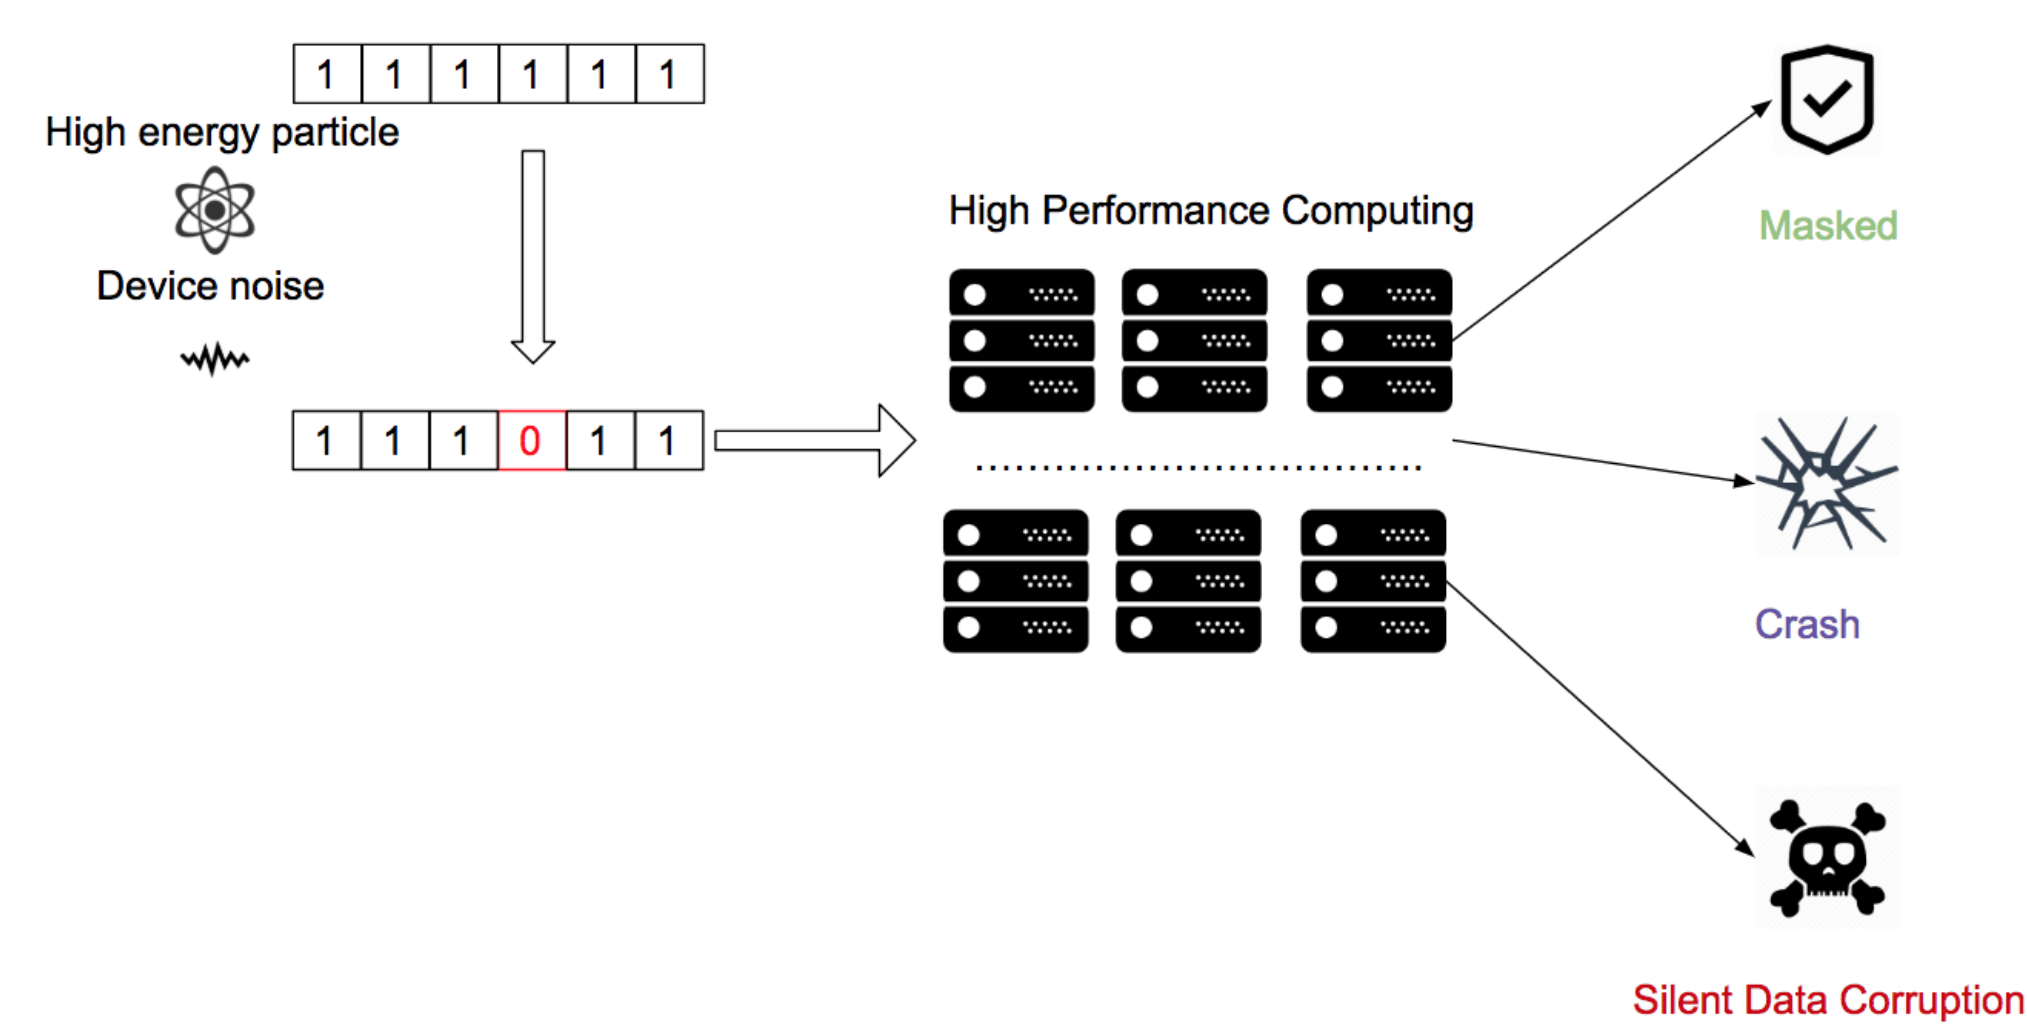 1 1 1 1 1 1
High energy particle
Device noise
1 1 1 0 1 1
High Performance Computing
Masked
Crash
Silent Data Corruption